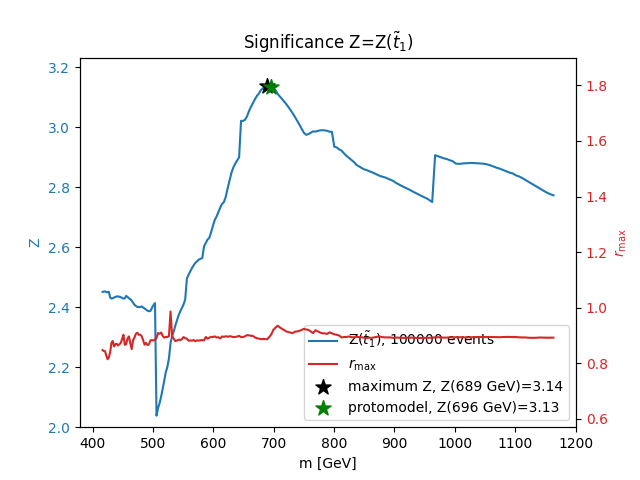 Significance Z=Z(t̃₁)
3.2
3.0
2.8
2.6
2.4
2.2
2.0
Z
1.8
1.6
1.4
1.2
1.0
0.8
0.6
r_max
Z(t̃₁), 100000 events
r_max
maximum Z, Z(689 GeV)=3.14
protomodel, Z(696 GeV)=3.13
400 500 600 700 800 900 1000 1100 1200
m [GeV]